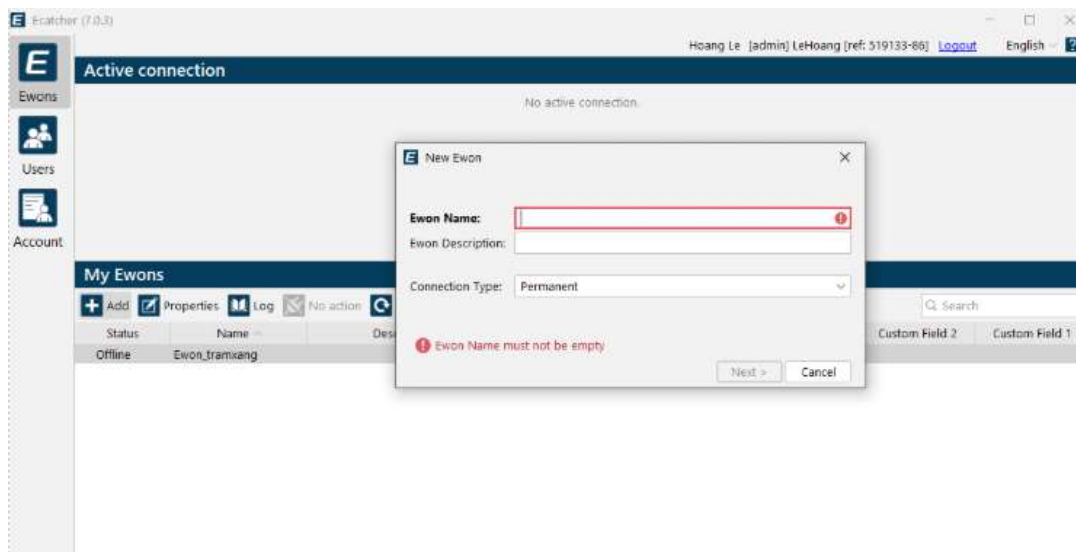 Ecatcher (7.0.3)
Hoang Le [admin] LeHoang [ref: 519133-86] Logout English
Ewons
Users
Account
Active connection
No active connection.
New Ewon
Ewon Name:
Ewon Description:
Connection Type: Permanent
Ewon Name must not be empty
Next > Cancel
My Ewons
Add Properties Log No action Search
Status Name Des Custom Field 2 Custom Field 1
Offline Ewon_tramxang